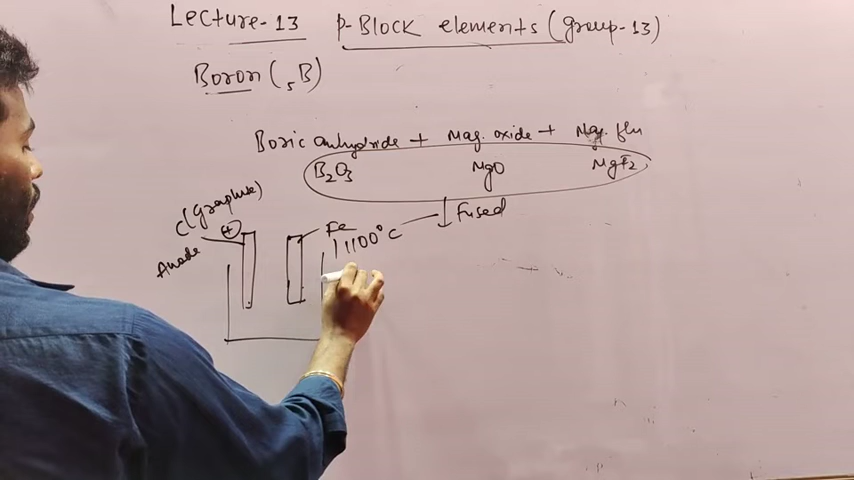 Lecture-13 p-Block elements (group-13)
Boron (₅B)
Boric anhydride + Mag. oxide + Mag. flu
B₂O₃ MgO MgF₂
Fused
C(Graphite)
+
Fe
1100°C
Anode